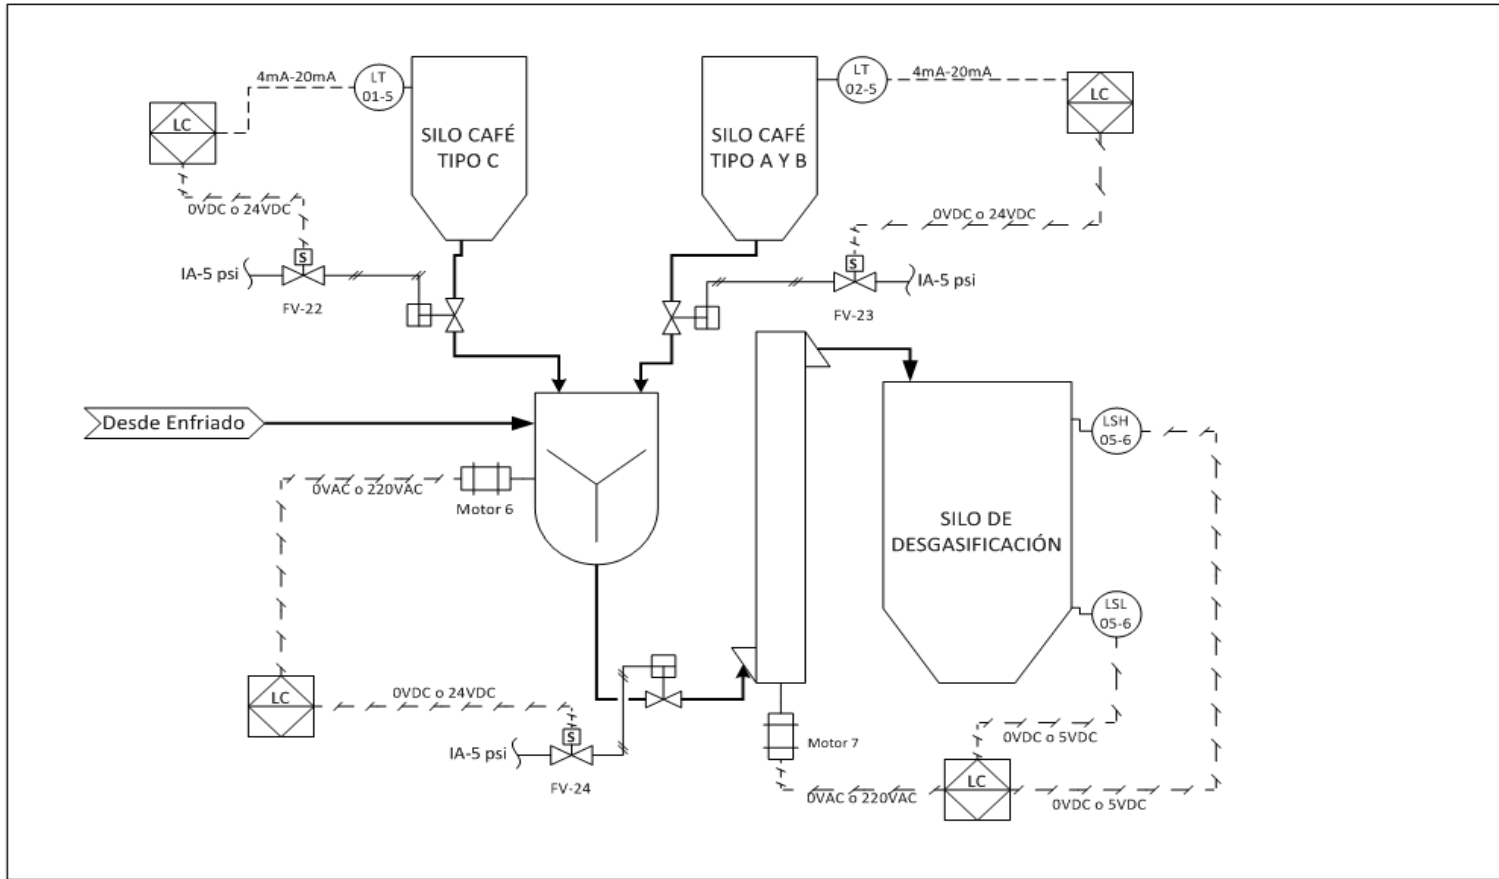 4mA-20mA
LT
01-5
LC
SILO CAFÉ
TIPO C
0VDC o 24VDC
S
IA-5 psi
FV-22
SILO CAFÉ
TIPO A Y B
LT
02-5
4mA-20mA
LC
0VDC o 24VDC
S
IA-5 psi
FV-23
Desde Enfriado
0VAC o 220VAC
Motor 6
SILO DE
DESGASIFICACIÓN
LSH
05-6
LSL
05-6
LC
0VDC o 24VDC
S
IA-5 psi
FV-24
Motor 7
0VAC o 220VAC
0VDC o 5VDC
LC
0VDC o 5VDC